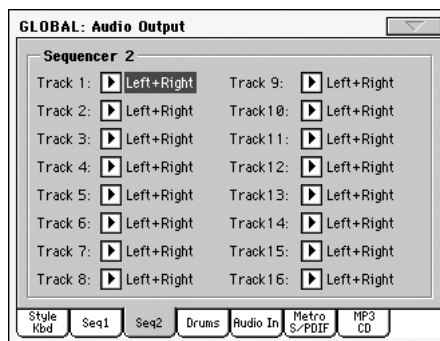 GLOBAL: Audio Output
Sequencer 2
Track 1: Left+Right Track 9: Left+Right
Track 2: Left+Right Track10: Left+Right
Track 3: Left+Right Track11: Left+Right
Track 4: Left+Right Track12: Left+Right
Track 5: Left+Right Track13: Left+Right
Track 6: Left+Right Track14: Left+Right
Track 7: Left+Right Track15: Left+Right
Track 8: Left+Right Track16: Left+Right
Style Kbd Seq1 Seq2 Drums Audio In Metro S/PDIF MP3 CD